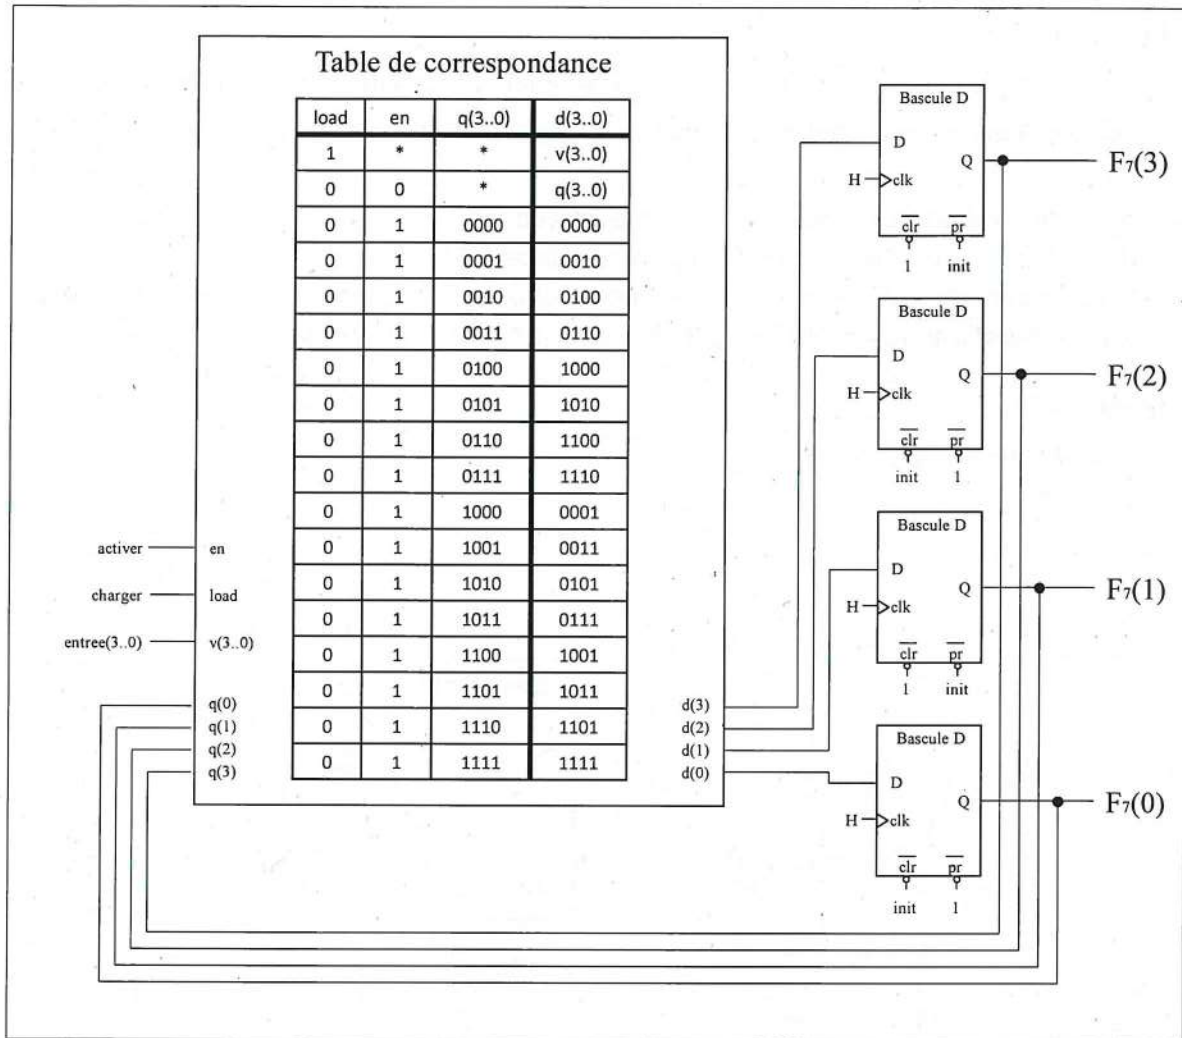 Table de correspondance
load en q(3..0) d(3..0)
1 * * v(3..0)
0 0 * q(3..0)
0 1 0000 0000
0 1 0001 0010
0 1 0010 0100
0 1 0011 0110
0 1 0100 1000
0 1 0101 1010
0 1 0110 1100
0 1 0111 1110
0 1 1000 0001
0 1 1001 0011
0 1 1010 0101
0 1 1011 0111
0 1 1100 1001
0 1 1101 1011
0 1 1110 1101
0 1 1111 1111
activer en
charger load
entree(3..0) v(3..0)
q(0)
q(1)
q(2)
q(3)
d(3)
d(2)
d(1)
d(0)
Bascule D
D
Q
H clk
clr pr
1 init
F₇(3)
Bascule D
D
Q
H clk
clr pr
init 1
F₇(2)
Bascule D
D
Q
H clk
clr pr
1 init
F₇(1)
Bascule D
D
Q
H clk
clr pr
init 1
F₇(0)